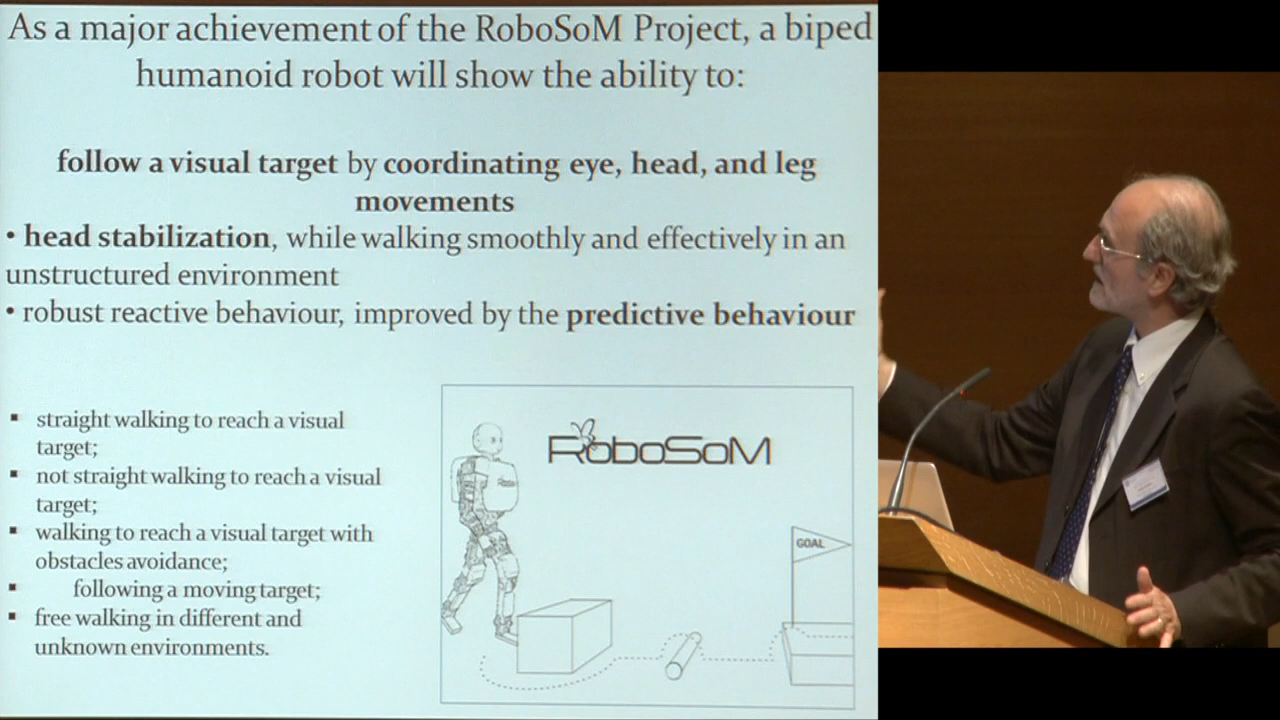 As a major achievement of the RoboSoM Project, a biped
humanoid robot will show the ability to:
follow a visual target by coordinating eye, head, and leg
movements
• head stabilization, while walking smoothly and effectively in an
unstructured environment
• robust reactive behaviour, improved by the predictive behaviour
▪ straight walking to reach a visual
target;
▪ not straight walking to reach a visual
target;
▪ walking to reach a visual target with
obstacles avoidance;
▪ following a moving target;
▪ free walking in different and
unknown environments.
RoboSoM
GOAL